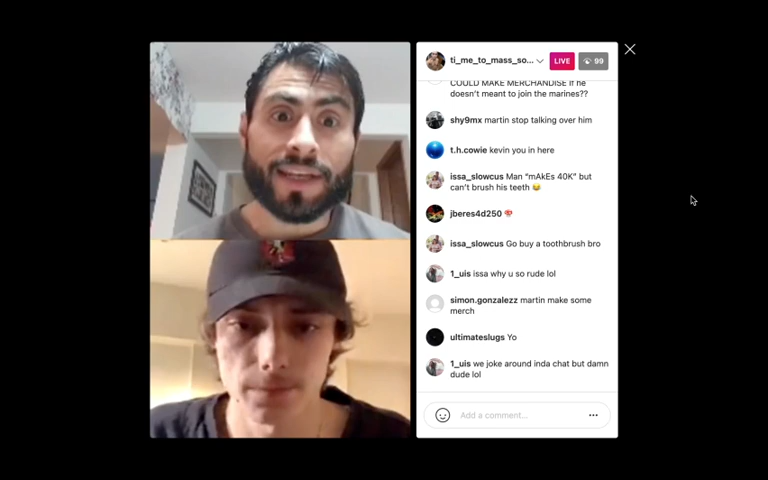 ti_me_to_mass_so...
LIVE
99
COULD MAKE MERCHANDISE If he
doesn't meant to join the marines??
shy9mx martin stop talking over him
t.h.cowie kevin you in here
issa_slowcus Man “mAkEs 40K” but
can't brush his teeth 😂
jberes4d250
issa_slowcus Go buy a toothbrush bro
1_uis issa why u so rude lol
simon.gonzalezz martin make some
merch
ultimateslugs Yo
1_uis we joke around inda chat but damn
dude lol
Add a comment...